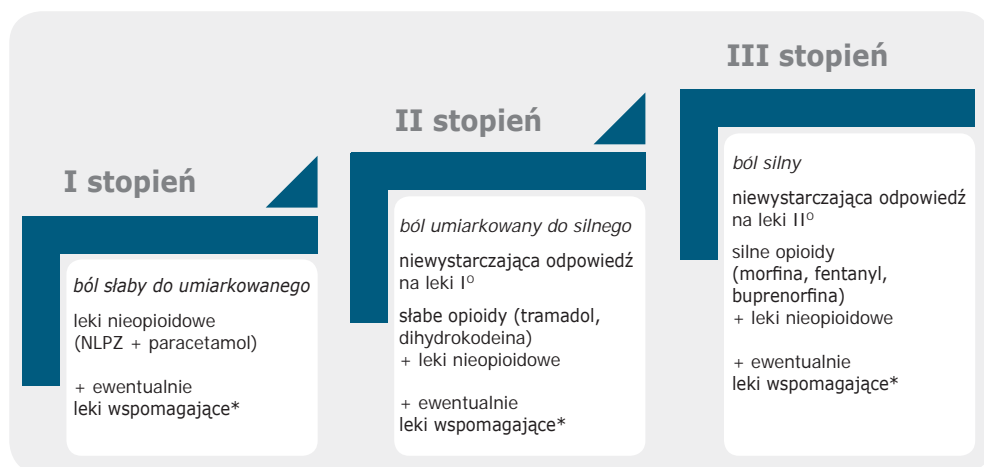 I stopień
ból słaby do umiarkowanego
leki nieopioidowe
(NLPZ + paracetamol)
+ ewentualnie
leki wspomagające*
II stopień
ból umiarkowany do silnego
niewystarczająca odpowiedź
na leki Iº
słabe opioidy (tramadol,
dihydrokodeina)
+ leki nieopioidowe
+ ewentualnie
leki wspomagające*
III stopień
ból silny
niewystarczająca odpowiedź
na leki IIº
silne opioidy
(morfina, fentanyl,
buprenorfina)
+ leki nieopioidowe
+ ewentualnie
leki wspomagające*